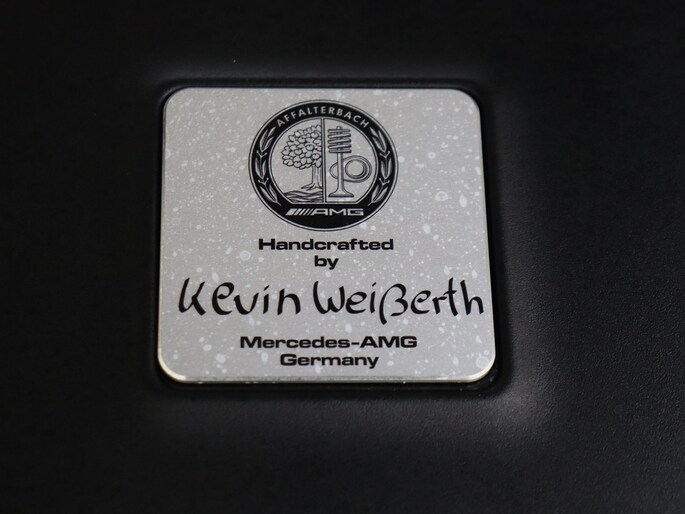 AFFALTERBACH
AMG
Handcrafted
by
Kevin Weißerth
Mercedes-AMG
Germany